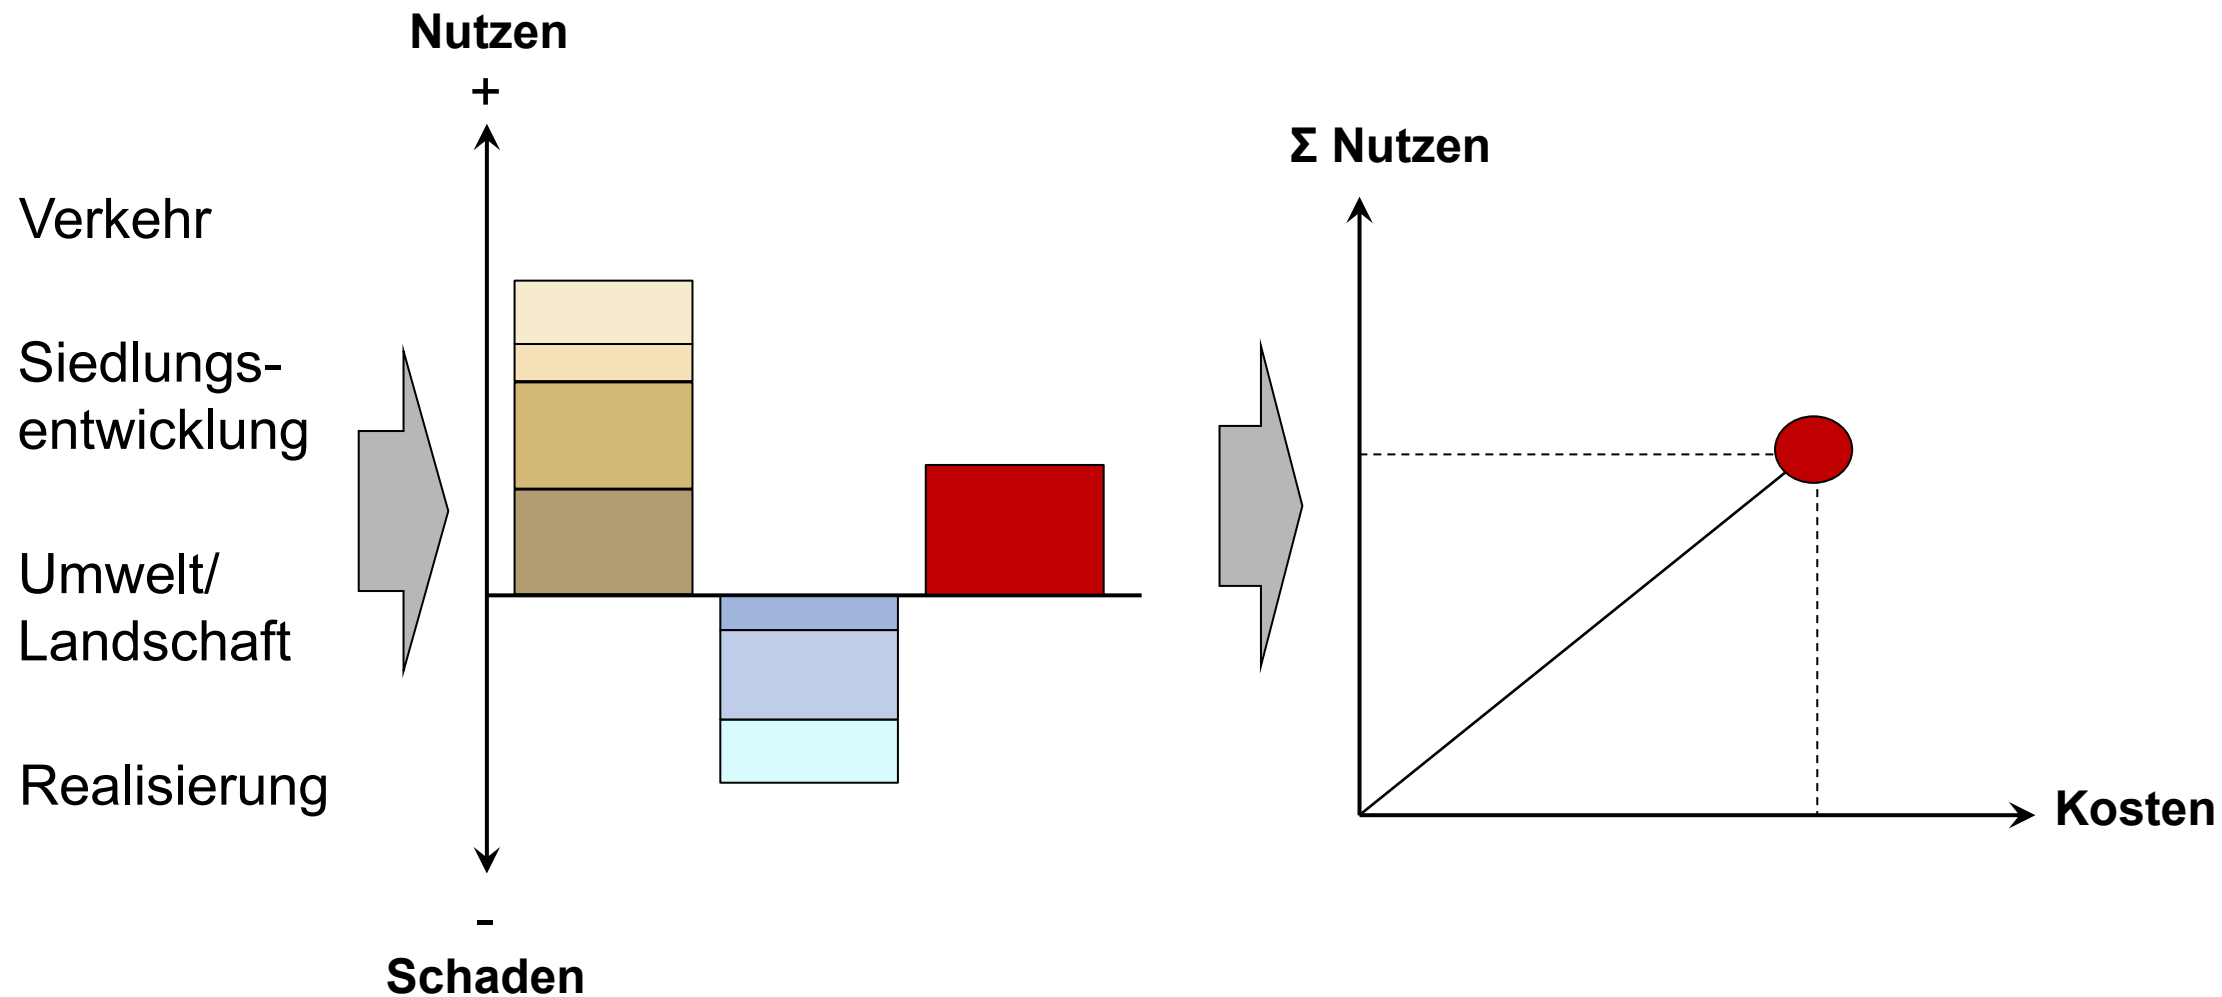 Nutzen
+
Verkehr
Siedlungs-
entwicklung
Umwelt/
Landschaft
Realisierung
-
Schaden
Σ Nutzen
Kosten